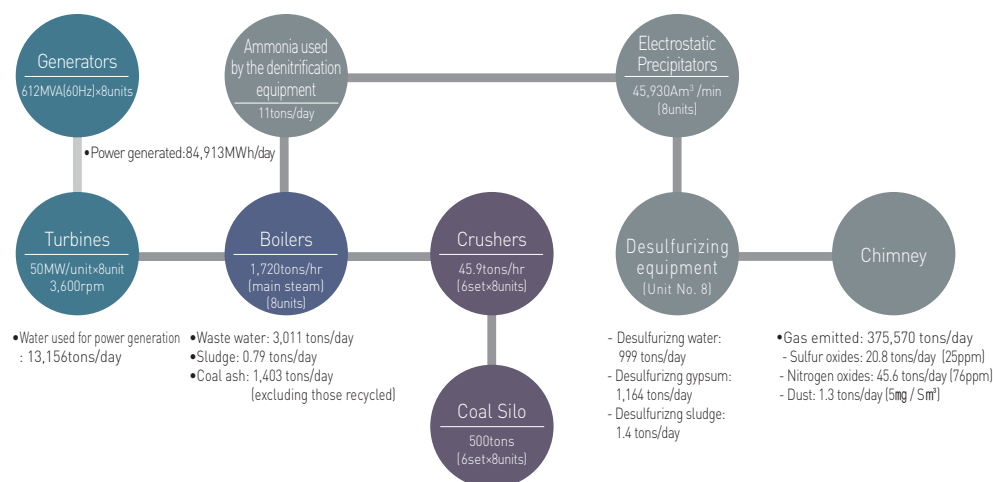 Generators
612MVA(60Hz)×8units
Ammonia used
by the denitrification
equipment
11tons/day
Electrostatic
Precipitators
45,930Am³ /min
(8units)
•Power generated:84,913MWh/day
Turbines
50MW/unit×8unit
3,600rpm
Boilers
1,720tons/hr
(main steam)
(8units)
Crushers
45.9tons/hr
(6set×8units)
Desulfurizing
equipment
(Unit No. 8)
Chimney
•Water used for power generation
: 13,156tons/day
•Waste water: 3,011 tons/day
•Sludge: 0.79 tons/day
•Coal ash: 1,403 tons/day
(excluding those recycled)
Coal Silo
500tons
(6set×8units)
- Desulfurizing water:
999 tons/day
- Desulfurizng gypsum:
1,164 tons/day
- Desulfurizng sludge:
1.4 tons/day
•Gas emitted: 375,570 tons/day
- Sulfur oxides: 20.8 tons/day (25ppm)
- Nitrogen oxides: 45.6 tons/day (76ppm)
- Dust: 1.3 tons/day (5㎎ / S㎥)